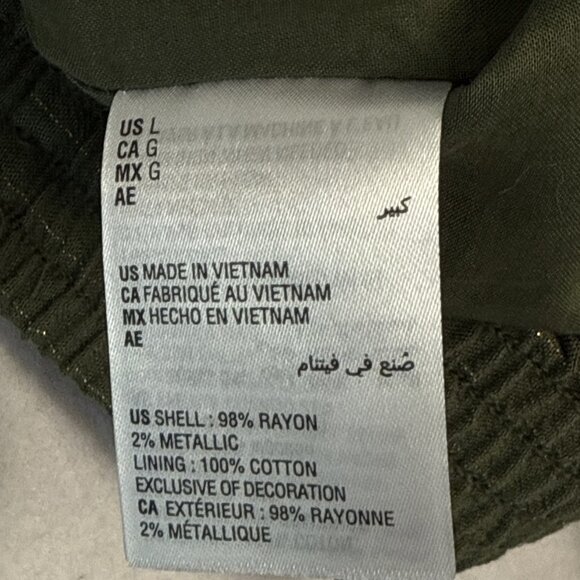 US L
CA G
MX G
AE
كبير
US MADE IN VIETNAM
CA FABRIQUÉ AU VIETNAM
MX HECHO EN VIETNAM
AE
صُنع في فيتنام
US SHELL : 98% RAYON
2% METALLIC
LINING : 100% COTTON
EXCLUSIVE OF DECORATION
CA EXTÉRIEUR : 98% RAYONNE
2% MÉTALLIQUE